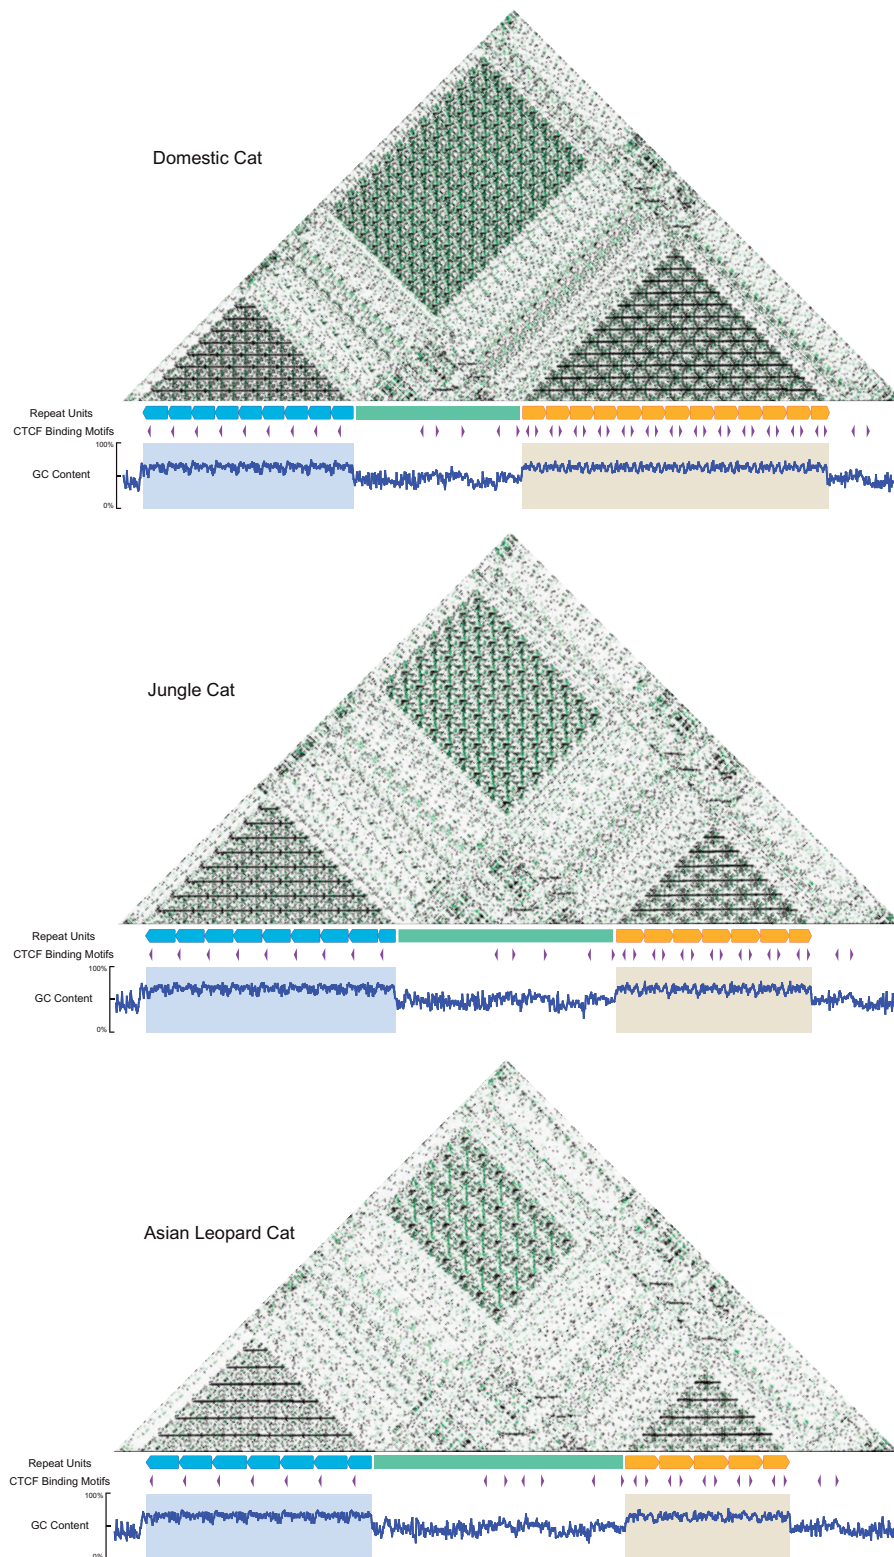 Domestic Cat
Repeat Units
CTCF Binding Motifs
100%
GC Content
0%
Jungle Cat
Repeat Units
CTCF Binding Motifs
100%
GC Content
0%
Asian Leopard Cat
Repeat Units
CTCF Binding Motifs
100%
GC Content
0%